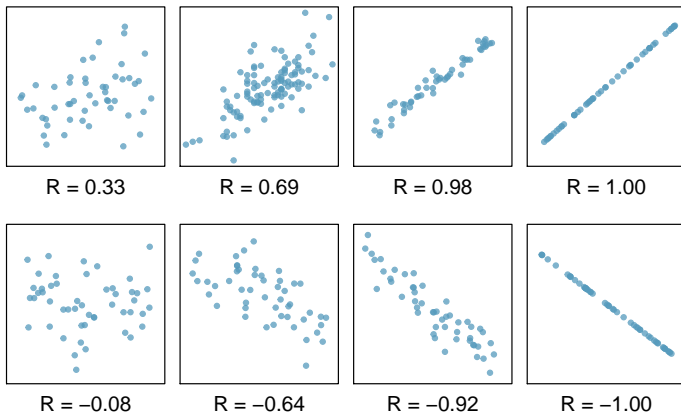 R = 0.33 R = 0.69 R = 0.98 R = 1.00
R = −0.08 R = −0.64 R = −0.92 R = −1.00